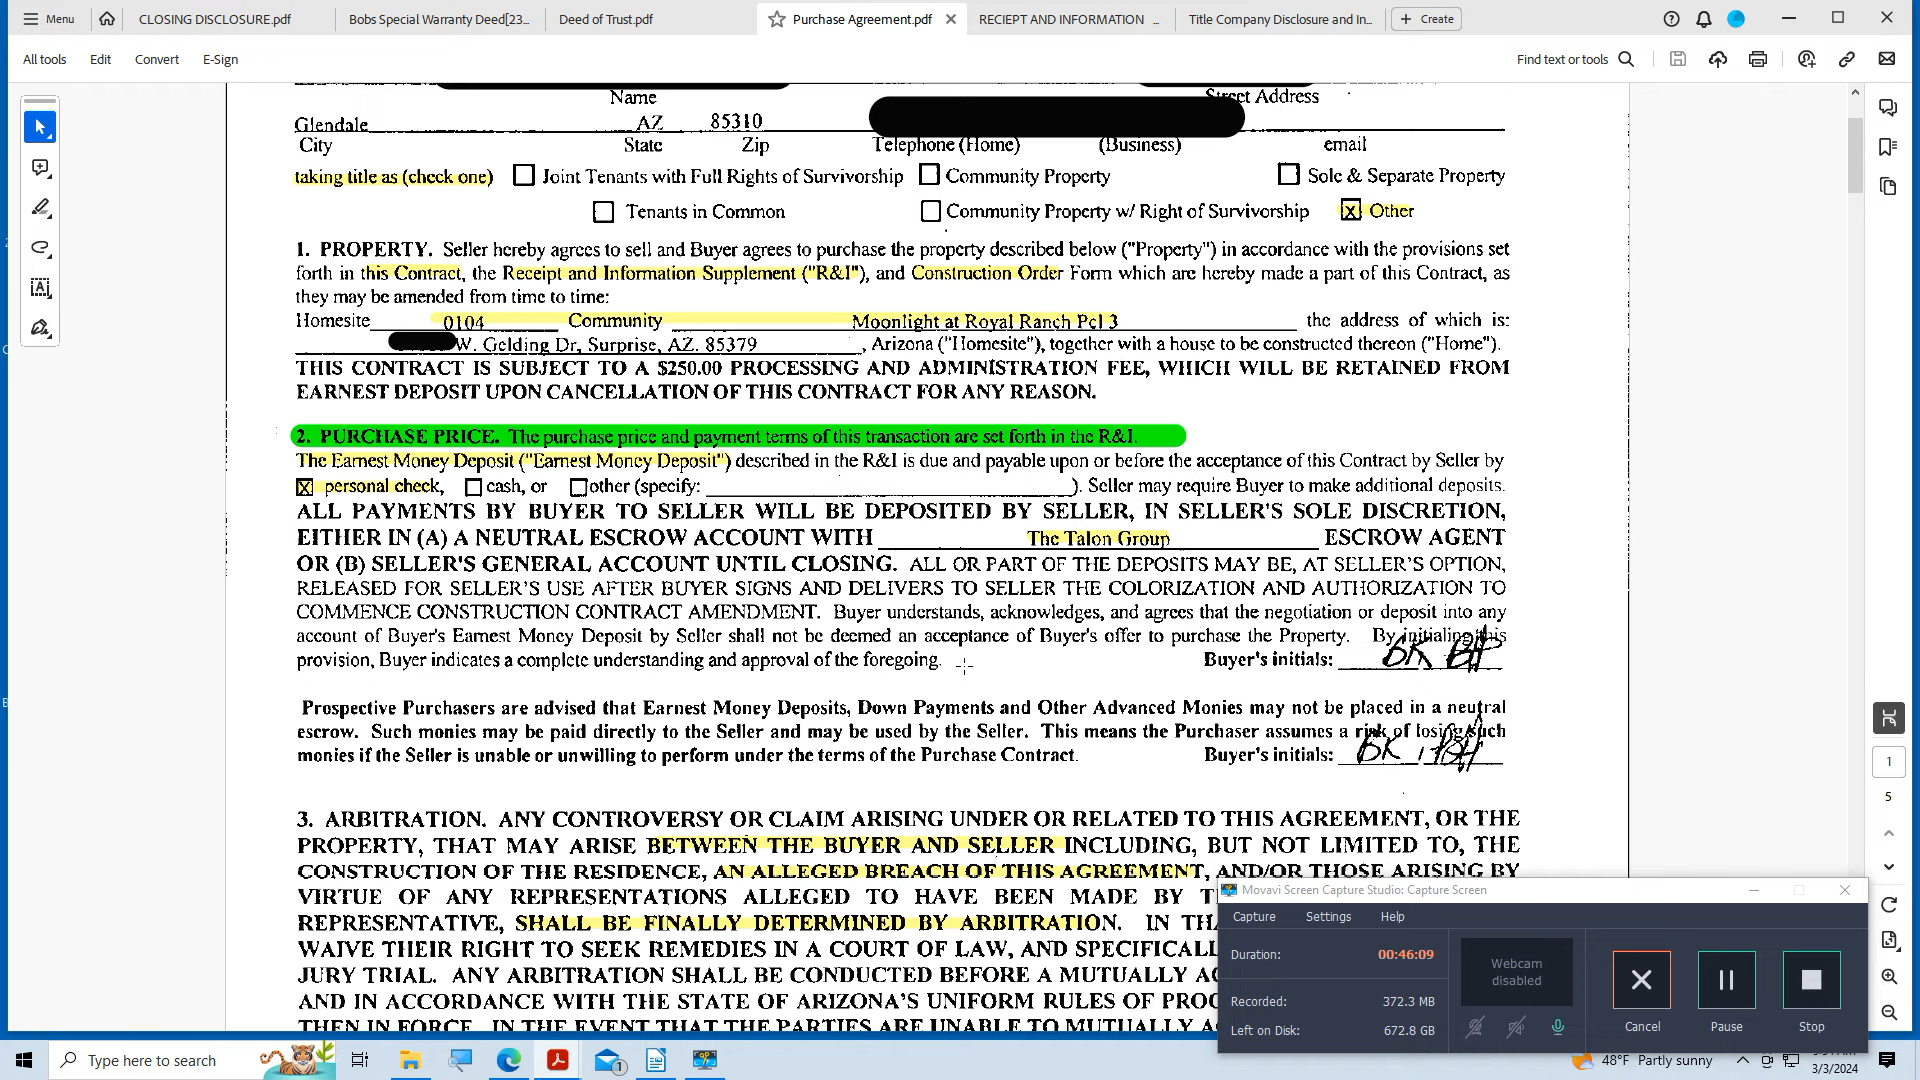 Menu
CLOSING DISCLOSURE.pdf
Bobs Special Warranty Deed[23...
Deed of Trust.pdf
Purchase Agreement.pdf
RECIEPT AND INFORMATION ...
Title Company Disclosure and In...
+ Create
All tools Edit Convert E-Sign
Find text or tools
Name Street Address
Glendale AZ 85310
City State Zip Telephone (Home) (Business) email
taking title as (check one) Joint Tenants with Full Rights of Survivorship Community Property Sole & Separate Property
Tenants in Common Community Property w/ Right of Survivorship X Other
1. PROPERTY. Seller hereby agrees to sell and Buyer agrees to purchase the property described below ("Property") in accordance with the provisions set
forth in this Contract, the Receipt and Information Supplement ("R&I"), and Construction Order Form which are hereby made a part of this Contract, as
they may be amended from time to time:
Homesite 0104 Community Moonlight at Royal Ranch Pcl 3 the address of which is:
W. Gelding Dr, Surprise, AZ. 85379 , Arizona ("Homesite"), together with a house to be constructed thereon ("Home").
THIS CONTRACT IS SUBJECT TO A $250.00 PROCESSING AND ADMINISTRATION FEE, WHICH WILL BE RETAINED FROM
EARNEST DEPOSIT UPON CANCELLATION OF THIS CONTRACT FOR ANY REASON.
2. PURCHASE PRICE. The purchase price and payment terms of this transaction are set forth in the R&I.
The Earnest Money Deposit ("Earnest Money Deposit") described in the R&I is due and payable upon or before the acceptance of this Contract by Seller by
X personal check, cash, or other (specify: ). Seller may require Buyer to make additional deposits.
ALL PAYMENTS BY BUYER TO SELLER WILL BE DEPOSITED BY SELLER, IN SELLER'S SOLE DISCRETION,
EITHER IN (A) A NEUTRAL ESCROW ACCOUNT WITH The Talon Group ESCROW AGENT
OR (B) SELLER'S GENERAL ACCOUNT UNTIL CLOSING. ALL OR PART OF THE DEPOSITS MAY BE, AT SELLER'S OPTION,
RELEASED FOR SELLER'S USE AFTER BUYER SIGNS AND DELIVERS TO SELLER THE COLORIZATION AND AUTHORIZATION TO
COMMENCE CONSTRUCTION CONTRACT AMENDMENT. Buyer understands, acknowledges, and agrees that the negotiation or deposit into any
account of Buyer's Earnest Money Deposit by Seller shall not be deemed an acceptance of Buyer's offer to purchase the Property. By initialing this
provision, Buyer indicates a complete understanding and approval of the foregoing. Buyer's initials: BK BH
Prospective Purchasers are advised that Earnest Money Deposits, Down Payments and Other Advanced Monies may not be placed in a neutral
escrow. Such monies may be paid directly to the Seller and may be used by the Seller. This means the Purchaser assumes a risk of losing such
monies if the Seller is unable or unwilling to perform under the terms of the Purchase Contract. Buyer's initials: BK BH
3. ARBITRATION. ANY CONTROVERSY OR CLAIM ARISING UNDER OR RELATED TO THIS AGREEMENT, OR THE
PROPERTY, THAT MAY ARISE BETWEEN THE BUYER AND SELLER INCLUDING, BUT NOT LIMITED TO, THE
CONSTRUCTION OF THE RESIDENCE, AN ALLEGED BREACH OF THIS AGREEMENT, AND/OR THOSE ARISING BY
VIRTUE OF ANY REPRESENTATIONS ALLEGED TO HAVE BEEN MADE BY
REPRESENTATIVE, SHALL BE FINALLY DETERMINED BY ARBITRATION. IN
WAIVE THEIR RIGHT TO SEEK REMEDIES IN A COURT OF LAW, AND
JURY TRIAL. ANY ARBITRATION SHALL BE CONDUCTED BEFORE A MUTUALLY
AND IN ACCORDANCE WITH THE STATE OF ARIZONA'S UNIFORM RULES OF
THEN IN FORCE. IN THE EVENT THAT THE PARTIES ARE UNABLE TO MUTUALLY
1
5
Movavi Screen Capture Studio: Capture Screen
Capture Settings Help
Duration: 00:46:09
Recorded: 372.3 MB
Left on Disk: 672.8 GB
Webcam
disabled
Cancel Pause Stop
Type here to search
1
48°F Partly sunny
3/3/2024